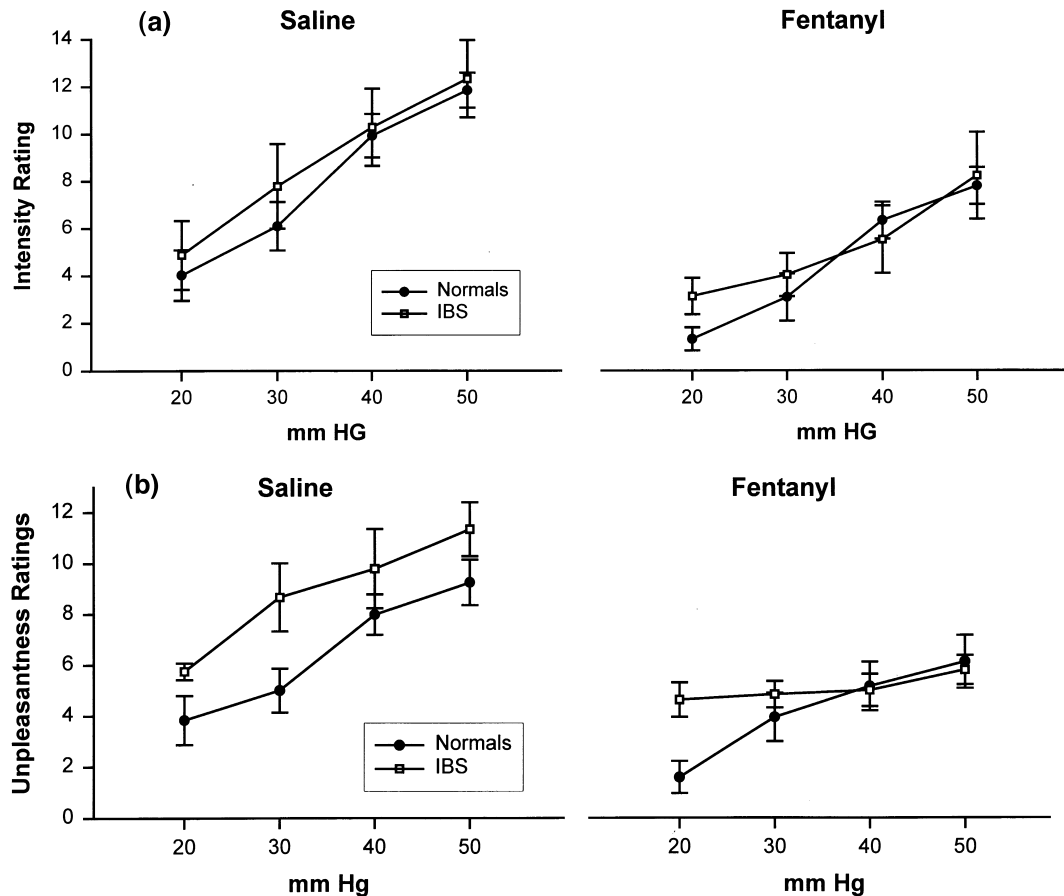 (a) Saline Fentanyl
14
12
10
8
6
4
2
0
Intensity Rating
Normals
IBS
20 30 40 50 20 30 40 50
mm HG mm HG
(b) Saline Fentanyl
12
10
8
6
4
2
0
Unpleasantness Ratings
Normals
IBS
20 30 40 50 20 30 40 50
mm Hg mm Hg